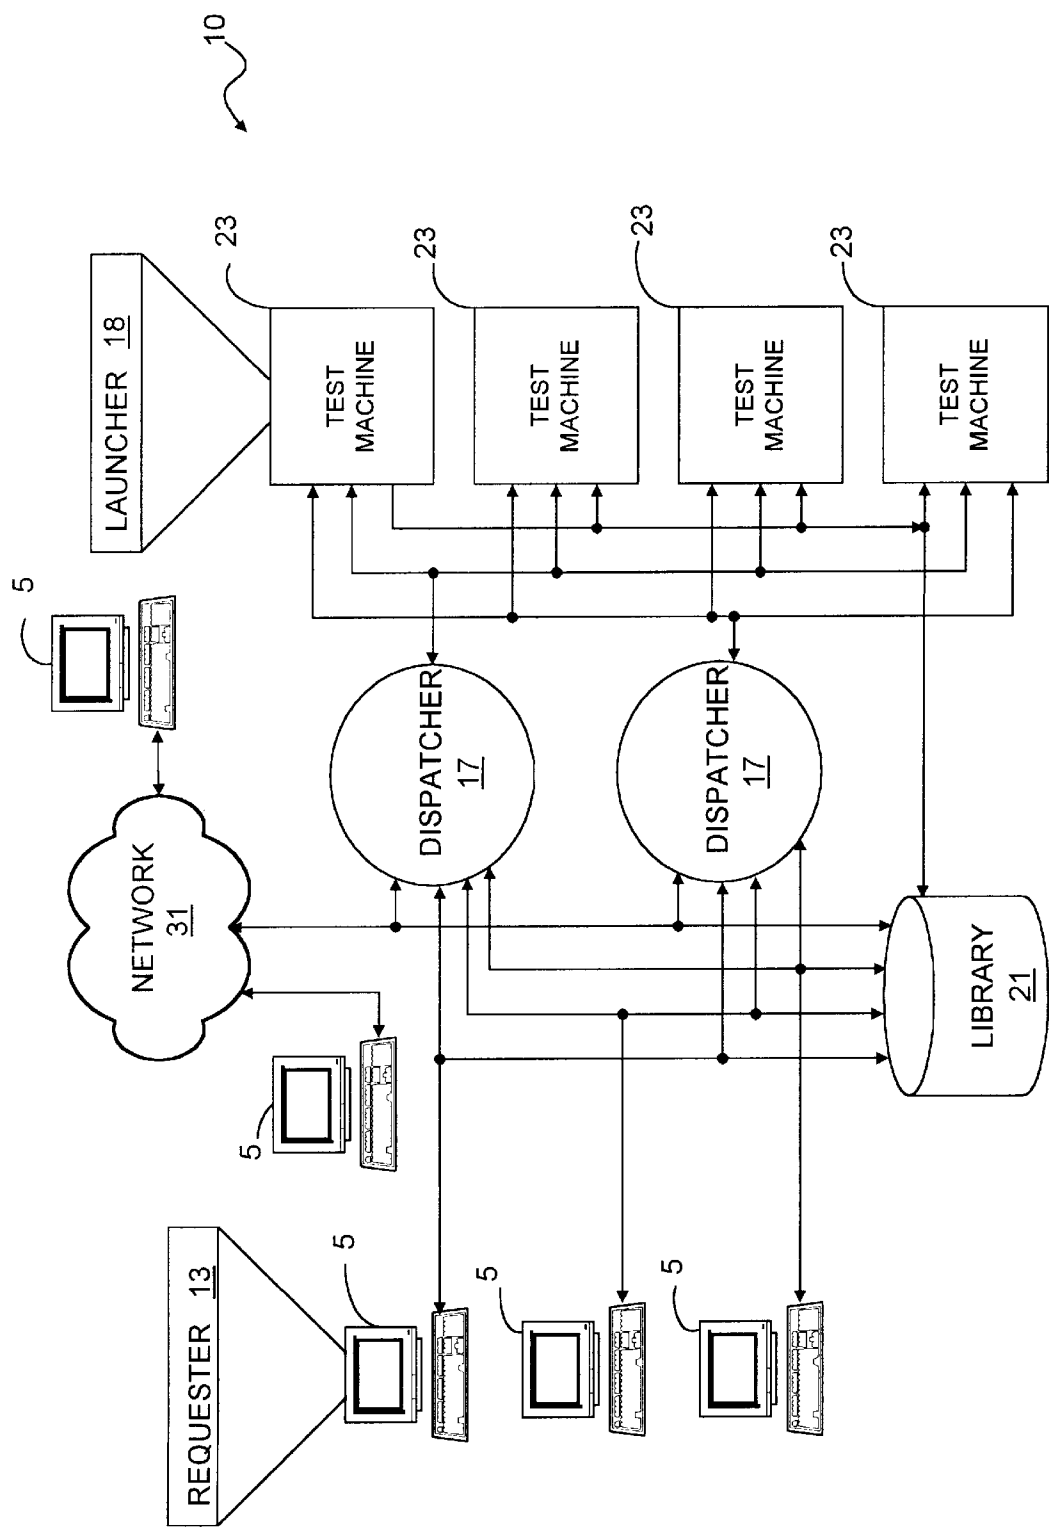 10
LAUNCHER 18
23
TEST
MACHINE
23
TEST
MACHINE
23
TEST
MACHINE
23
TEST
MACHINE
5
NETWORK
31
5
DISPATCHER
17
DISPATCHER
17
LIBRARY
21
REQUESTER 13
5
5
5